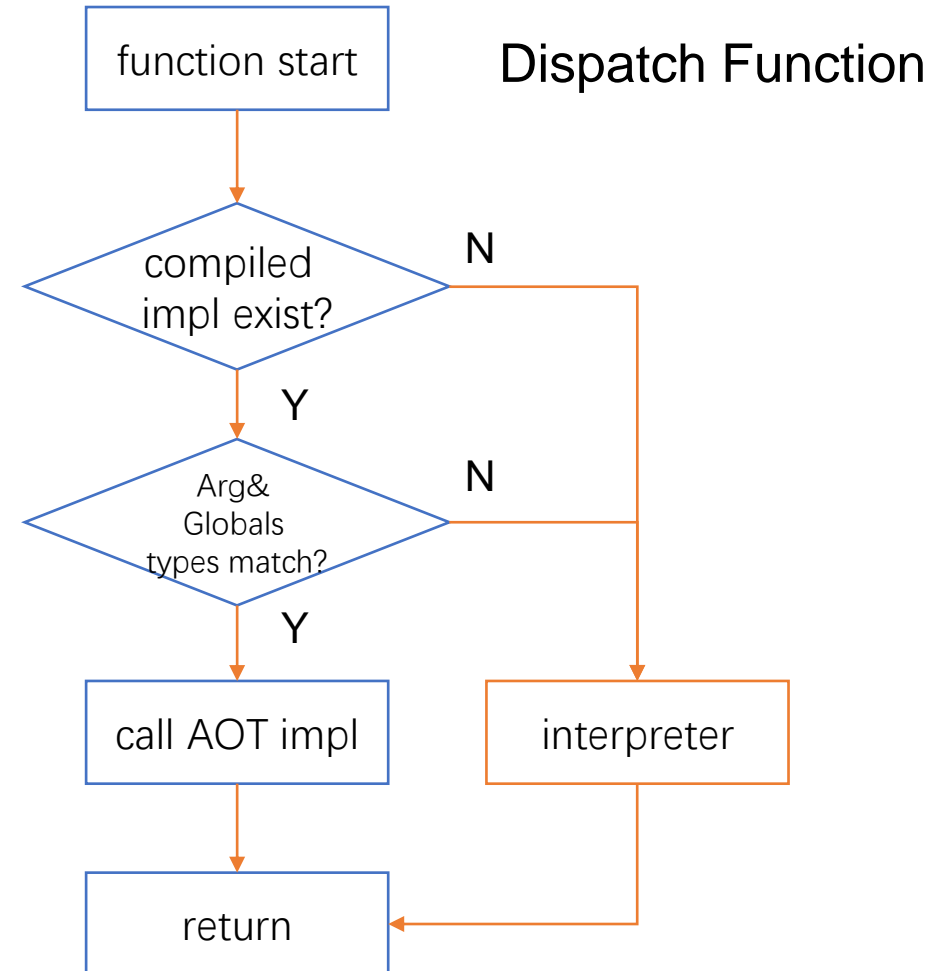 function start
Dispatch Function
compiled
impl exist?
N
Y
Arg&
Globals
types match?
N
Y
call AOT impl
interpreter
return